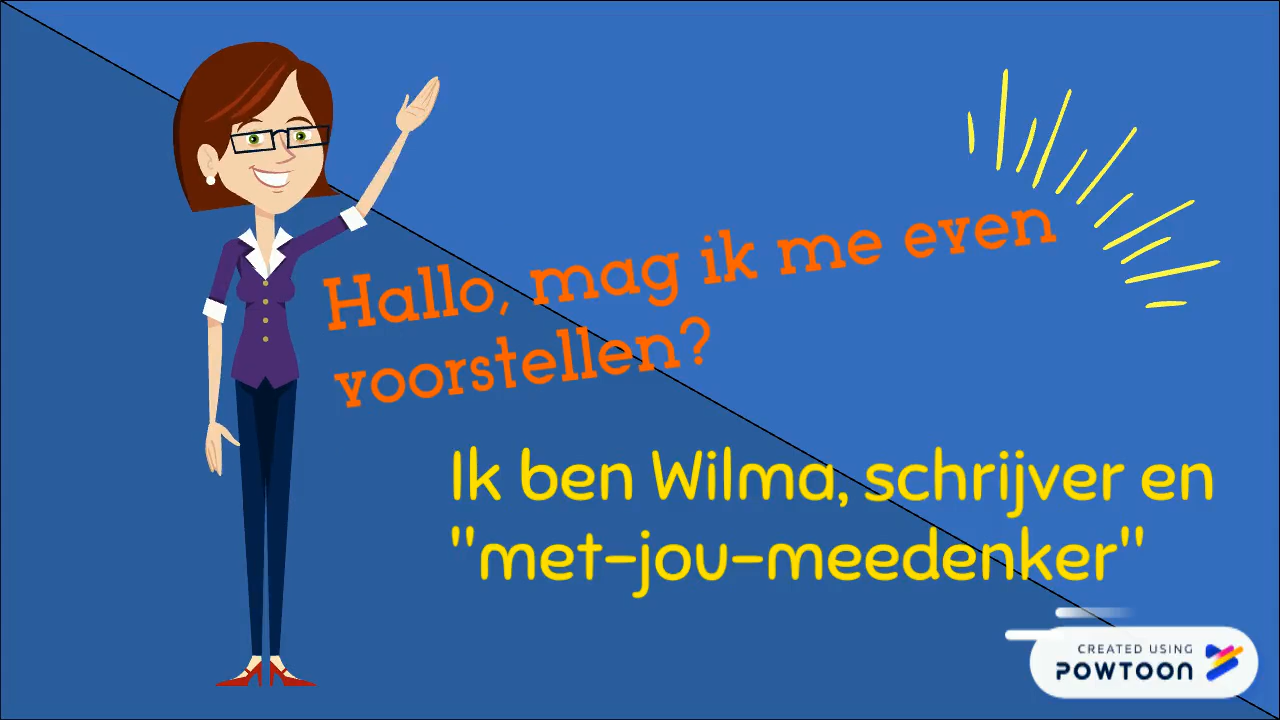 Hallo, mag ik me even
voorstellen?
Ik ben Wilma, schrijver en
"met-jou-meedenker"
CREATED USING
POWTOON